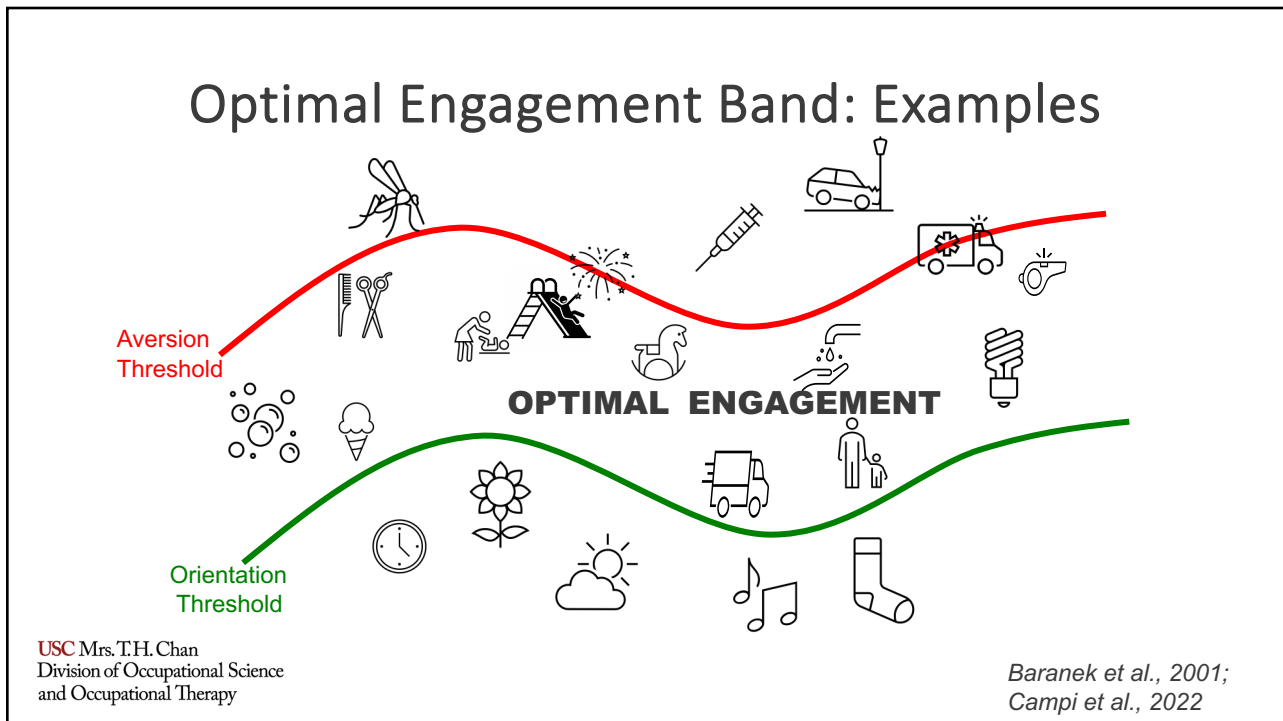 Optimal Engagement Band: Examples
Aversion
Threshold
OPTIMAL ENGAGEMENT
Orientation
Threshold
USC Mrs. T.H. Chan
Division of Occupational Science
and Occupational Therapy
Baranek et al., 2001;
Campi et al., 2022